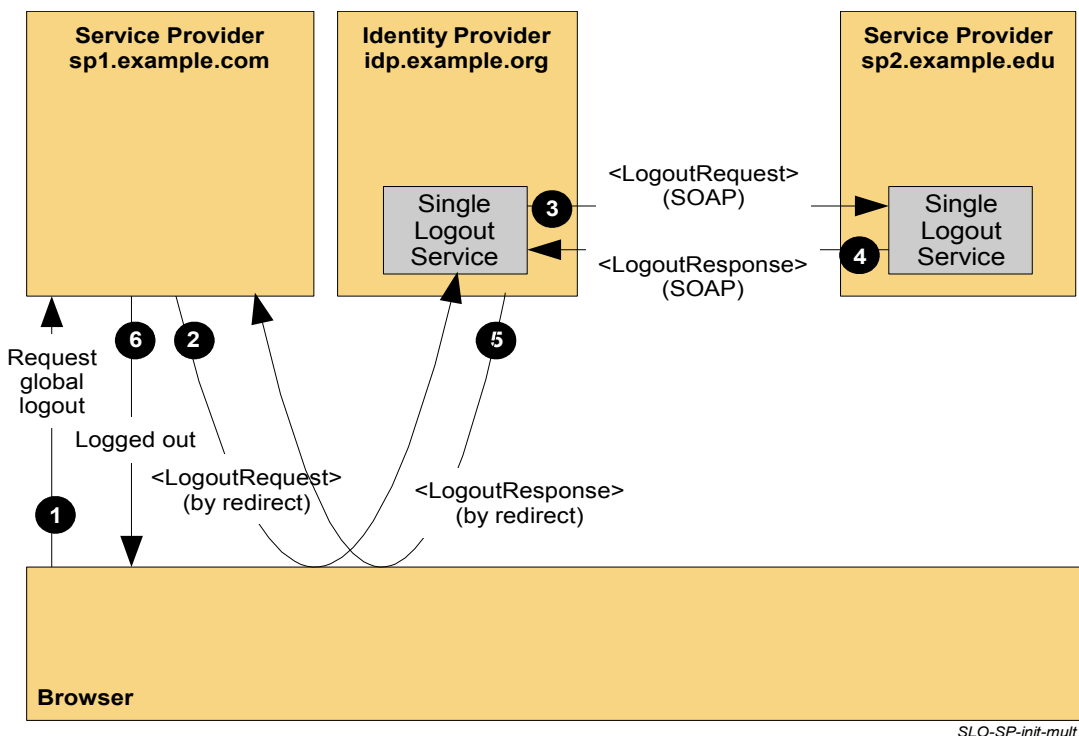 Service Provider
sp1.example.com
Identity Provider
idp.example.org
Service Provider
sp2.example.edu
<LogoutRequest>
(SOAP)
Single
Logout
Service
3
Single
Logout
Service
4
<LogoutResponse>
(SOAP)
6
2
5
Request
global
logout
Logged out
<LogoutRequest>
(by redirect)
<LogoutResponse>
(by redirect)
1
Browser
SLO-SP-init-mult